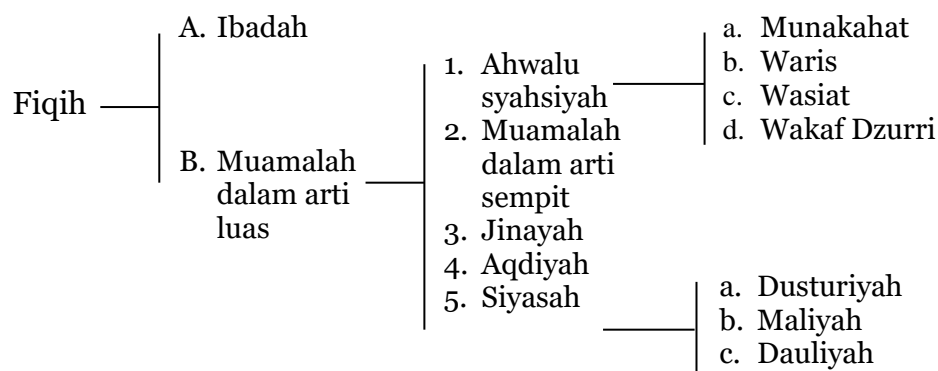 Fiqih
A. Ibadah
B. Muamalah
dalam arti
luas
1. Ahwalu
syahsiyah
2. Muamalah
dalam arti
sempit
3. Jinayah
4. Aqdiyah
5. Siyasah
a. Munakahat
b. Waris
c. Wasiat
d. Wakaf Dzurri
a. Dusturiyah
b. Maliyah
c. Dauliyah